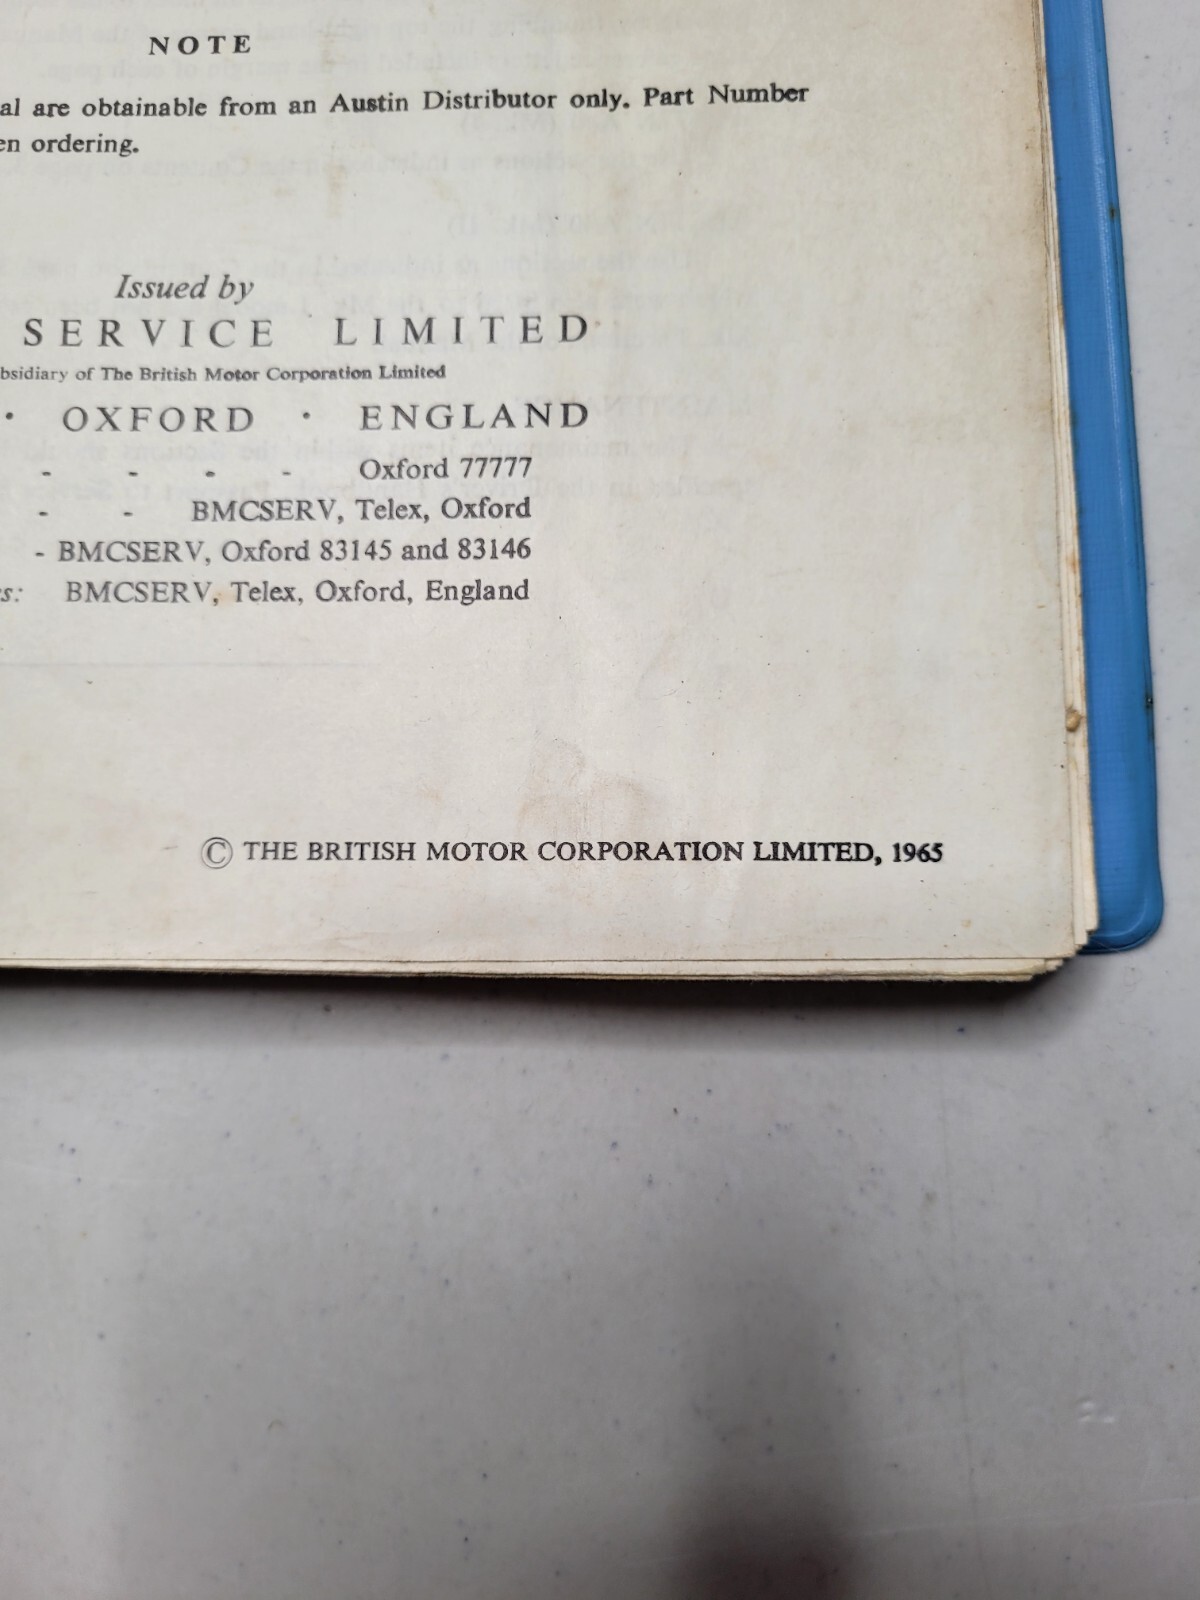 NOTE
al are obtainable from an Austin Distributor only. Part Number
en ordering.
Issued by
SERVICE LIMITED
bsidiary of The British Motor Corporation Limited
· OXFORD · ENGLAND
- - - - Oxford 77777
- - BMCSERV, Telex, Oxford
- BMCSERV, Oxford 83145 and 83146
s: BMCSERV, Telex, Oxford, England
© THE BRITISH MOTOR CORPORATION LIMITED, 1965